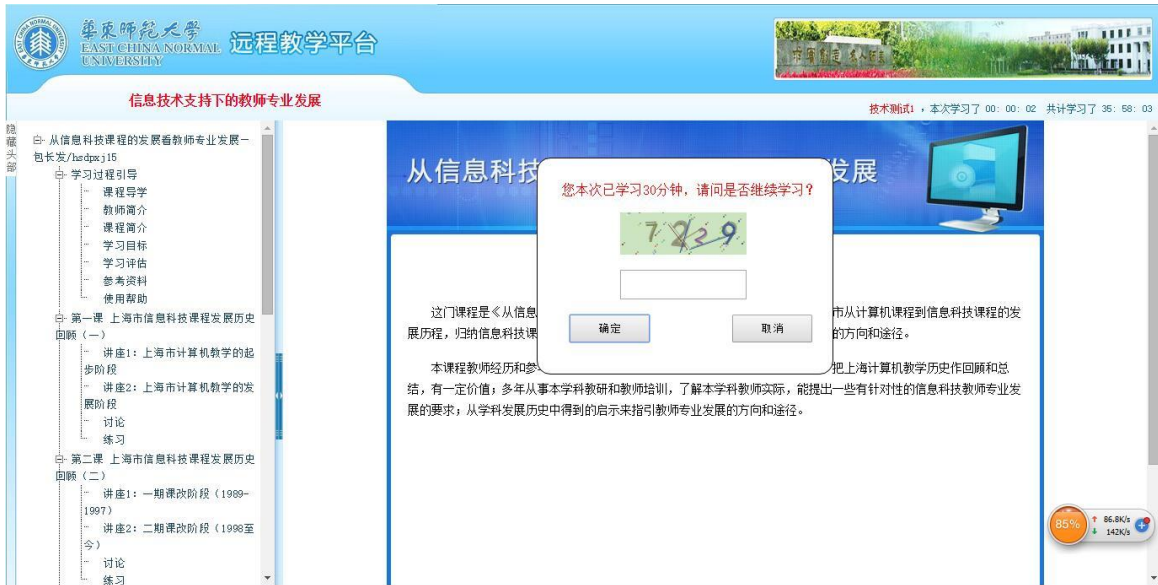 華東師範大學
EAST CHINA NORMAL
UNIVERSITY
远程教学平台
信息技术支持下的教师专业发展
技术测试1 ，本次学习了 00: 00: 02 共计学习了 35: 58: 03
隐藏头部
从信息科技课程的发展看教师专业发展－
包长发/hsdpxj15
学习过程引导
课程导学
教师简介
课程简介
学习目标
学习评估
参考资料
使用帮助
第一课 上海市信息科技课程发展历史
回顾（一）
讲座1：上海市计算机教学的起
步阶段
讲座2：上海市计算机教学的发
展阶段
讨论
练习
第二课 上海市信息科技课程发展历史
回顾（二）
讲座1：一期课改阶段（1989-
1997）
讲座2：二期课改阶段（1998至
今）
讨论
练习
从信息科技 发展
您本次已学习30分钟，请问是否继续学习？
7229
确定 取消
这门课程是《从信息 市从计算机课程到信息科技课程的发
展历程，归纳信息科技课 的方向和途径。
本课程教师经历和参 把上海计算机教学历史作回顾和总
结，有一定价值；多年从事本学科教研和教师培训，了解本学科教师实际，能提出一些有针对性的信息科技教师专业发
展的要求；从学科发展历史中得到的启示来指引教师专业发展的方向和途径。
85%
86.8K/s
142K/s